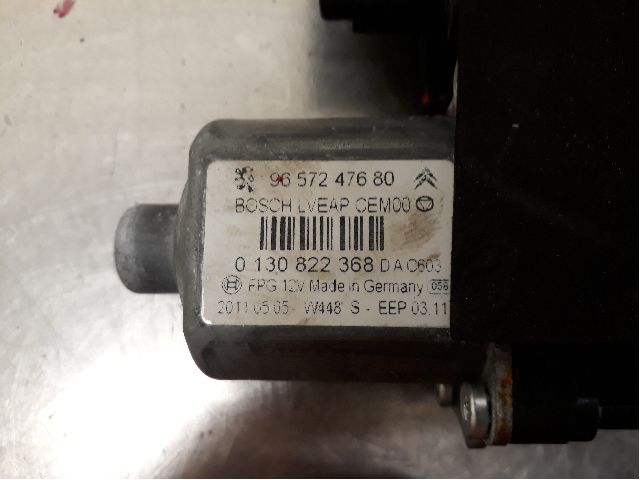 96 572 476 80
BOSCH LVEAP OEM00
0 130 822 368 DA C603
FPG 12V Made in Germany 056
2011.05.05- W448 S - EEP 03.11